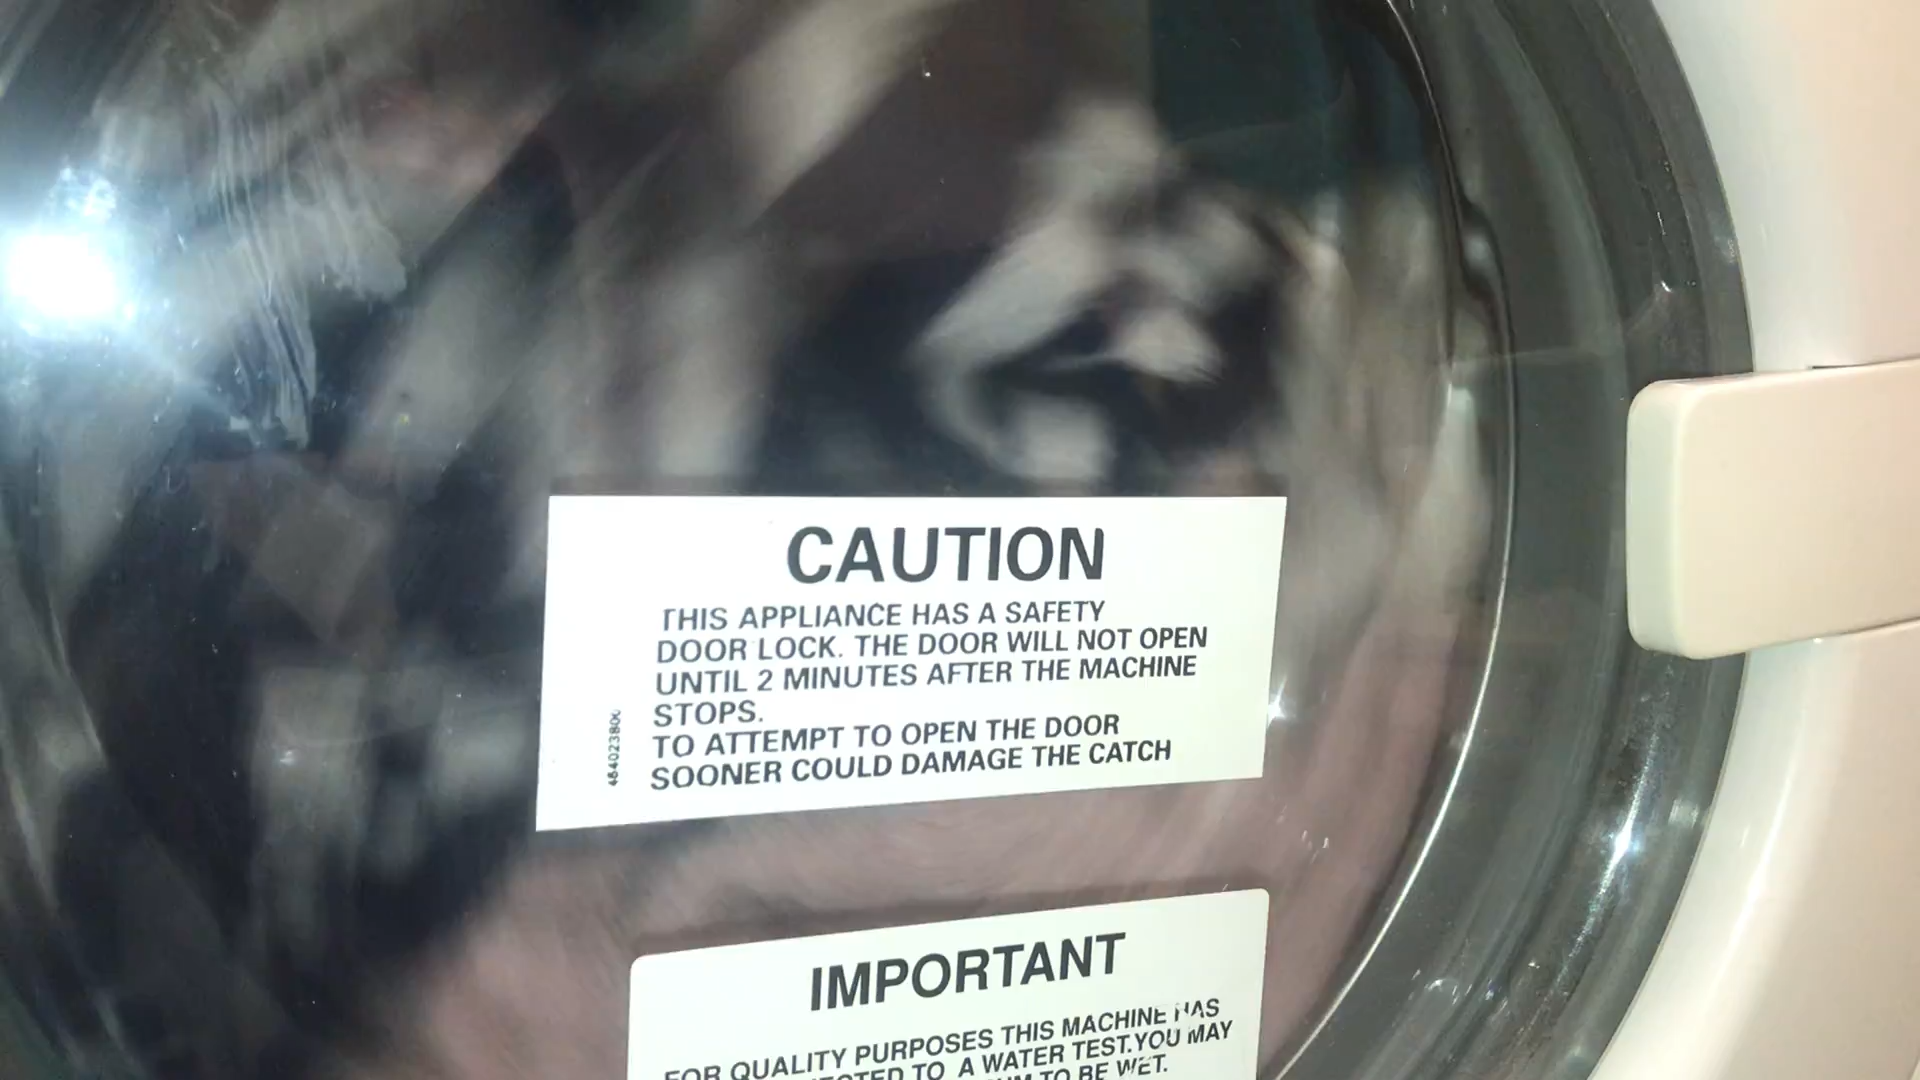 CAUTION
THIS APPLIANCE HAS A SAFETY
DOOR LOCK. THE DOOR WILL NOT OPEN
UNTIL 2 MINUTES AFTER THE MACHINE
STOPS.
TO ATTEMPT TO OPEN THE DOOR
SOONER COULD DAMAGE THE CATCH
IMPORTANT
FOR QUALITY PURPOSES THIS MACHINE HAS
TO A WATER TEST.YOU MAY
TO BE WET.